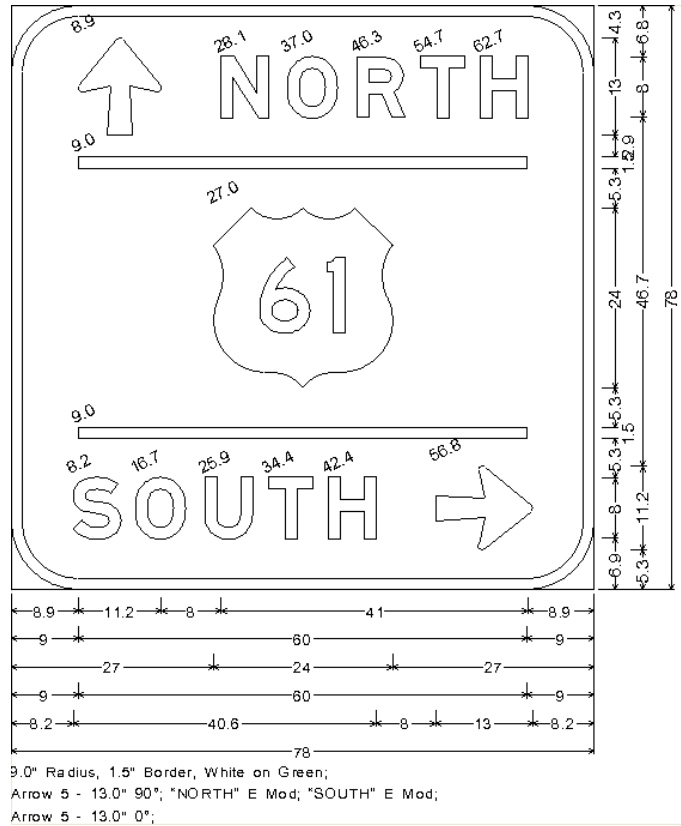 8.9
28.1 37.0 46.3 54.7 62.7
NORTH
9.0
27.0
61
9.0
8.2 16.7 25.9 34.4 42.4 56.8
SOUTH
4.3 13 2.9 1.5 5.3 24 5.3 1.5 5.3 8 6.9
6.8 8 46.7 11.2 5.3
78
8.9 11.2 8 41 8.9
9 60 9
27 24 27
9 60 9
8.2 40.6 8 13 8.2
78
9.0" Radius, 1.5" Border, White on Green;
Arrow 5 - 13.0" 90°; "NORTH" E Mod; "SOUTH" E Mod;
Arrow 5 - 13.0" 0°;